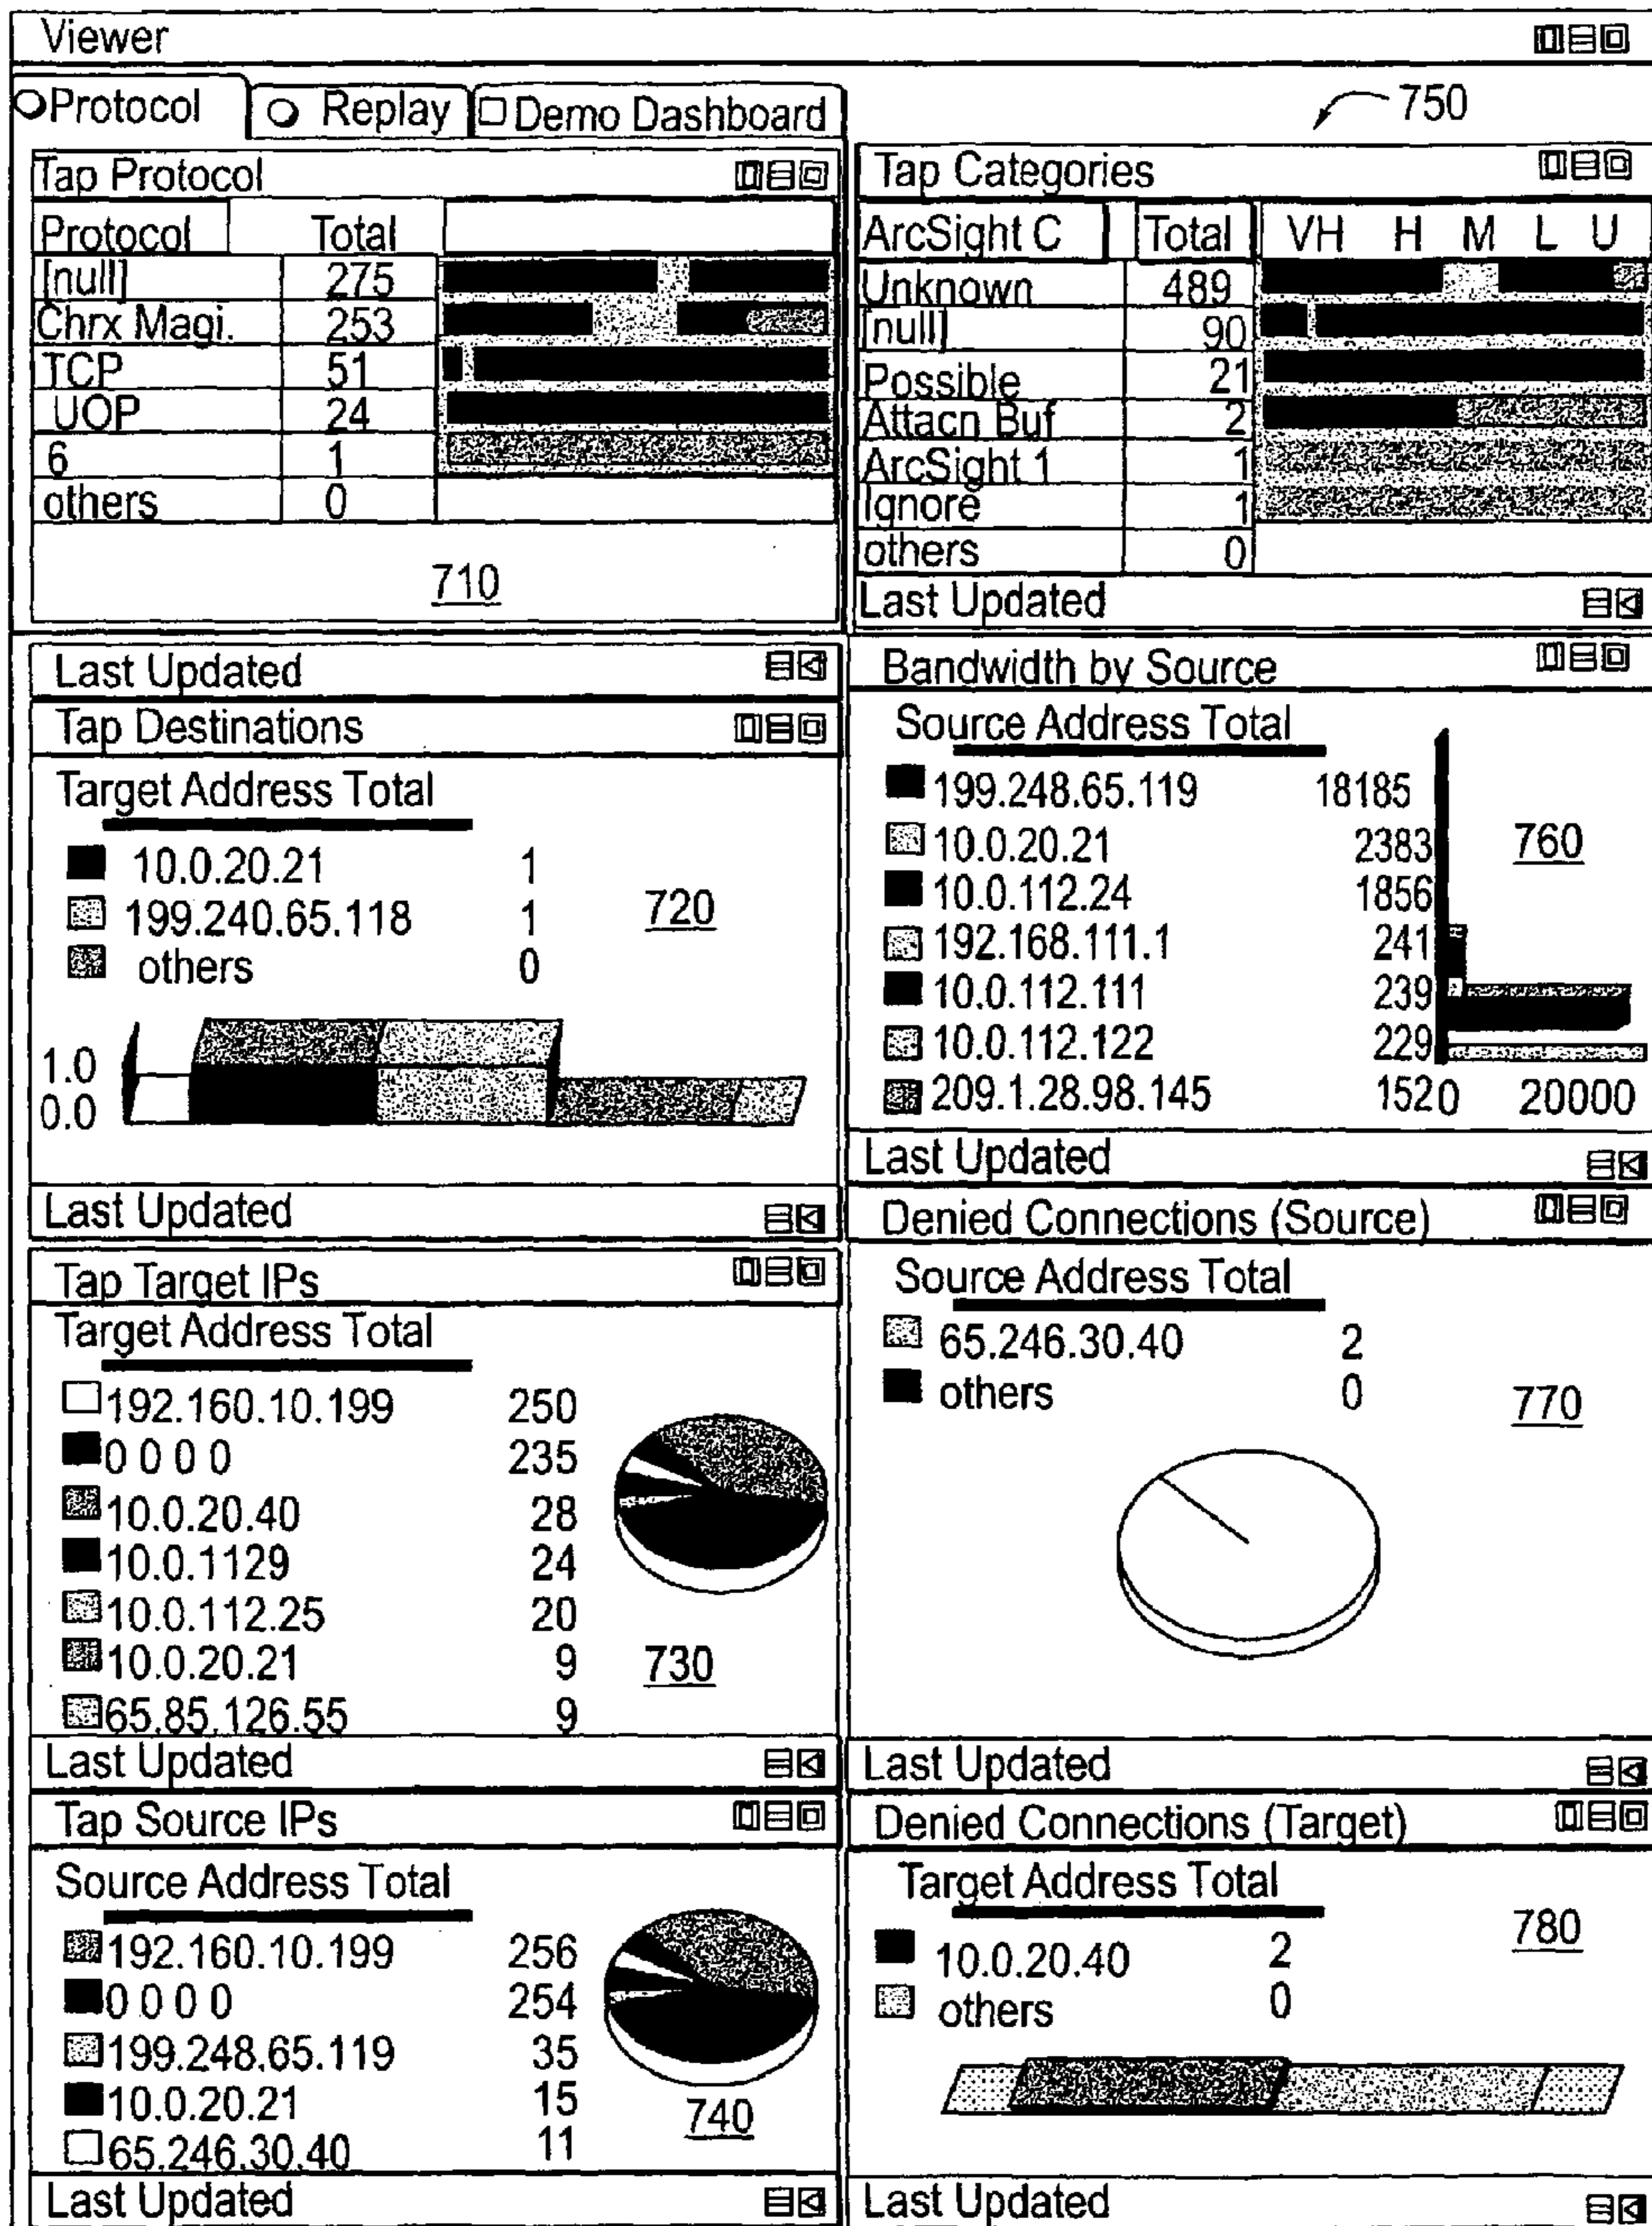 Viewer
Protocol Replay Demo Dashboard
750
Tap Protocol
Protocol Total
[null] 275
Chrx Magi. 253
TCP 51
UOP 24
6 1
others 0
710
Last Updated
Tap Destinations
Target Address Total
10.0.20.21 1
199.240.65.118 1
others 0
720
1.0
0.0
Last Updated
Tap Target IPs
Target Address Total
192.160.10.199 250
0 0 0 0 235
10.0.20.40 28
10.0.1129 24
10.0.112.25 20
10.0.20.21 9
65.85.126.55 9
730
Last Updated
Tap Source IPs
Source Address Total
192.160.10.199 256
0 0 0 0 254
199.248.65.119 35
10.0.20.21 15
65.246.30.40 11
740
Last Updated
Tap Categories
ArcSight C Total VH H M L U
Unknown 489
[null] 90
Possible 21
Attacn Buf 2
ArcSight 1 1
Ignore 1
others 0
Last Updated
Bandwidth by Source
Source Address Total
199.248.65.119 18185
10.0.20.21 2383
10.0.112.24 1856
192.168.111.1 241
10.0.112.111 239
10.0.112.122 229
209.1.28.98.145 152
0 20000
760
Last Updated
Denied Connections (Source)
Source Address Total
65.246.30.40 2
others 0
770
Last Updated
Denied Connections (Target)
Target Address Total
10.0.20.40 2
others 0
780
Last Updated